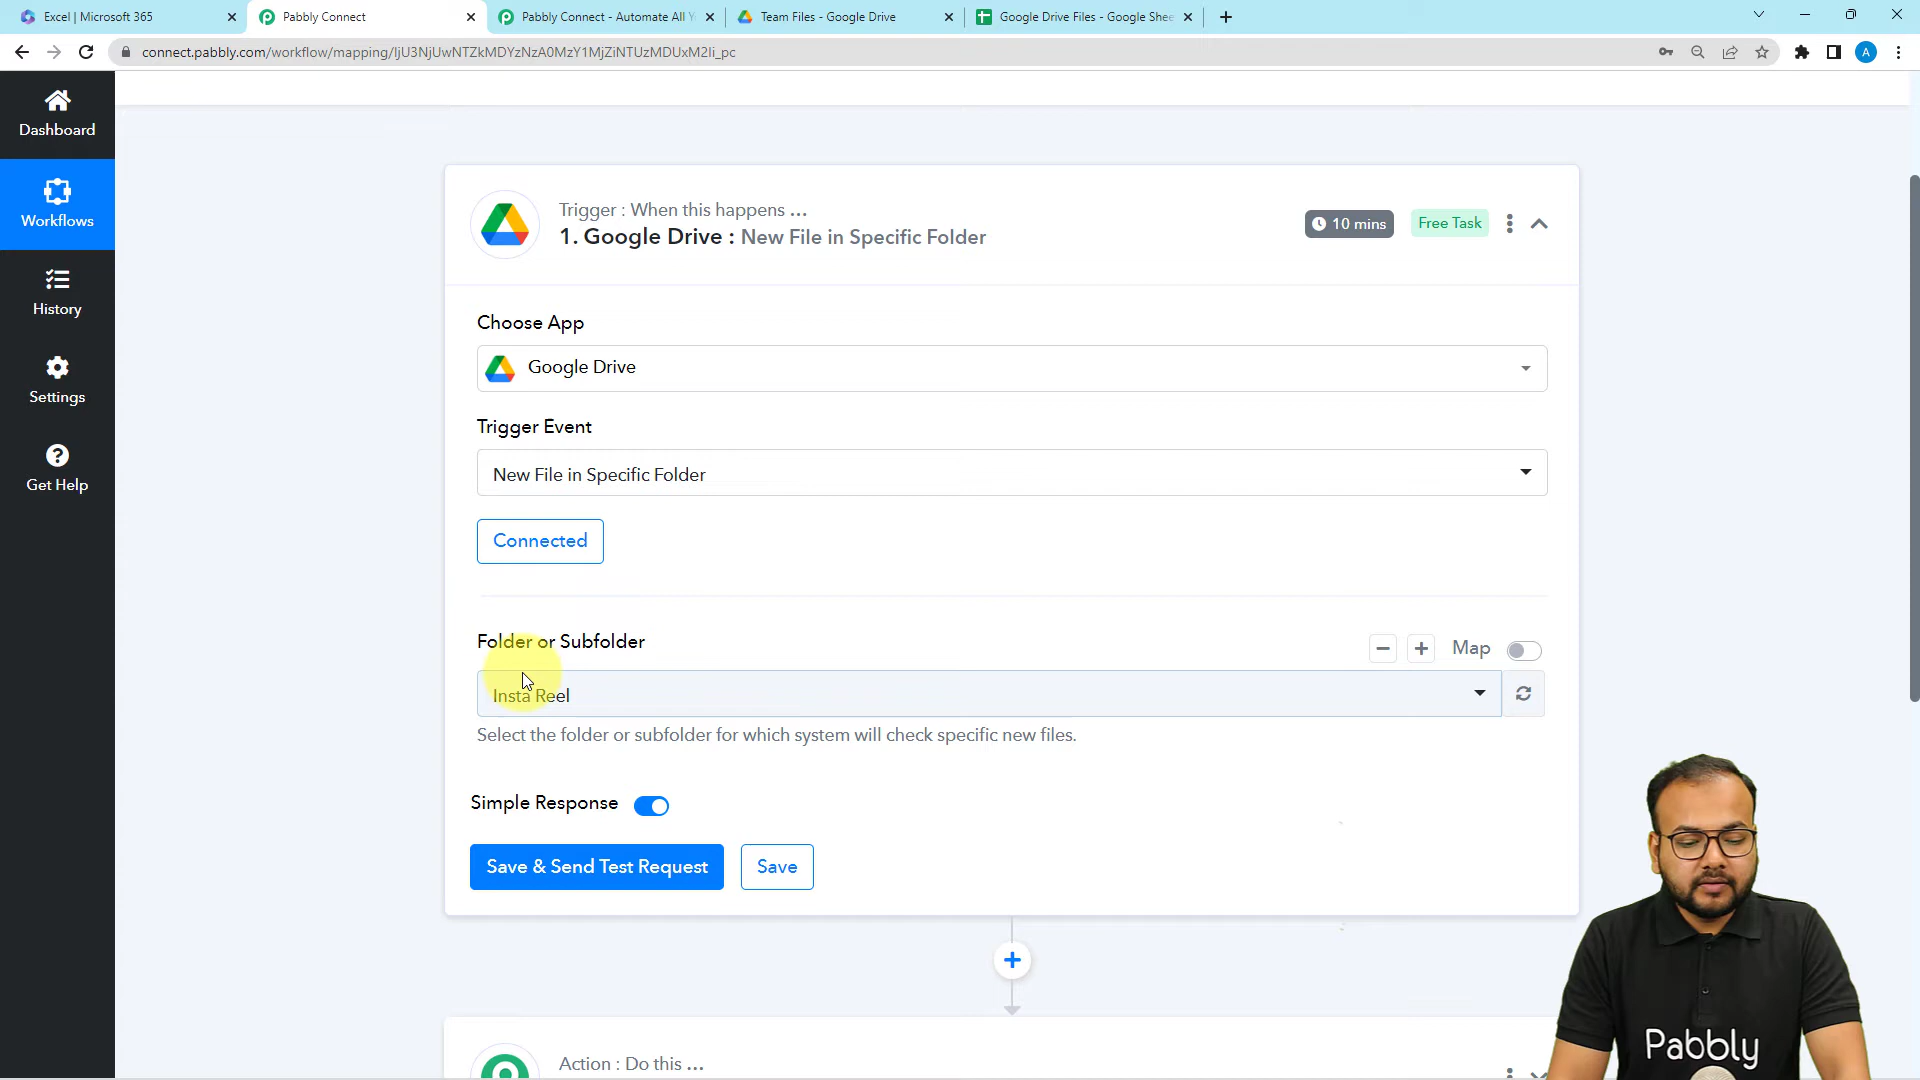 Excel | Microsoft 365
Pabbly Connect
Pabbly Connect - Automate All Y
Team Files - Google Drive
Google Drive Files - Google Shee
connect.pabbly.com/workflow/mapping/IjU3NjUwNTZkMDYzNzA0MzY1MjZiNTUzMDUxM2Ii_pc
A
Dashboard
Workflows
History
Settings
Get Help
Trigger : When this happens ...
1. Google Drive : New File in Specific Folder
10 mins
Free Task
Choose App
Google Drive
Trigger Event
New File in Specific Folder
Connected
Folder or Subfolder
Map
Insta Reel
Select the folder or subfolder for which system will check specific new files.
Simple Response
Save & Send Test Request
Save
Action : Do this ...
Pabbly